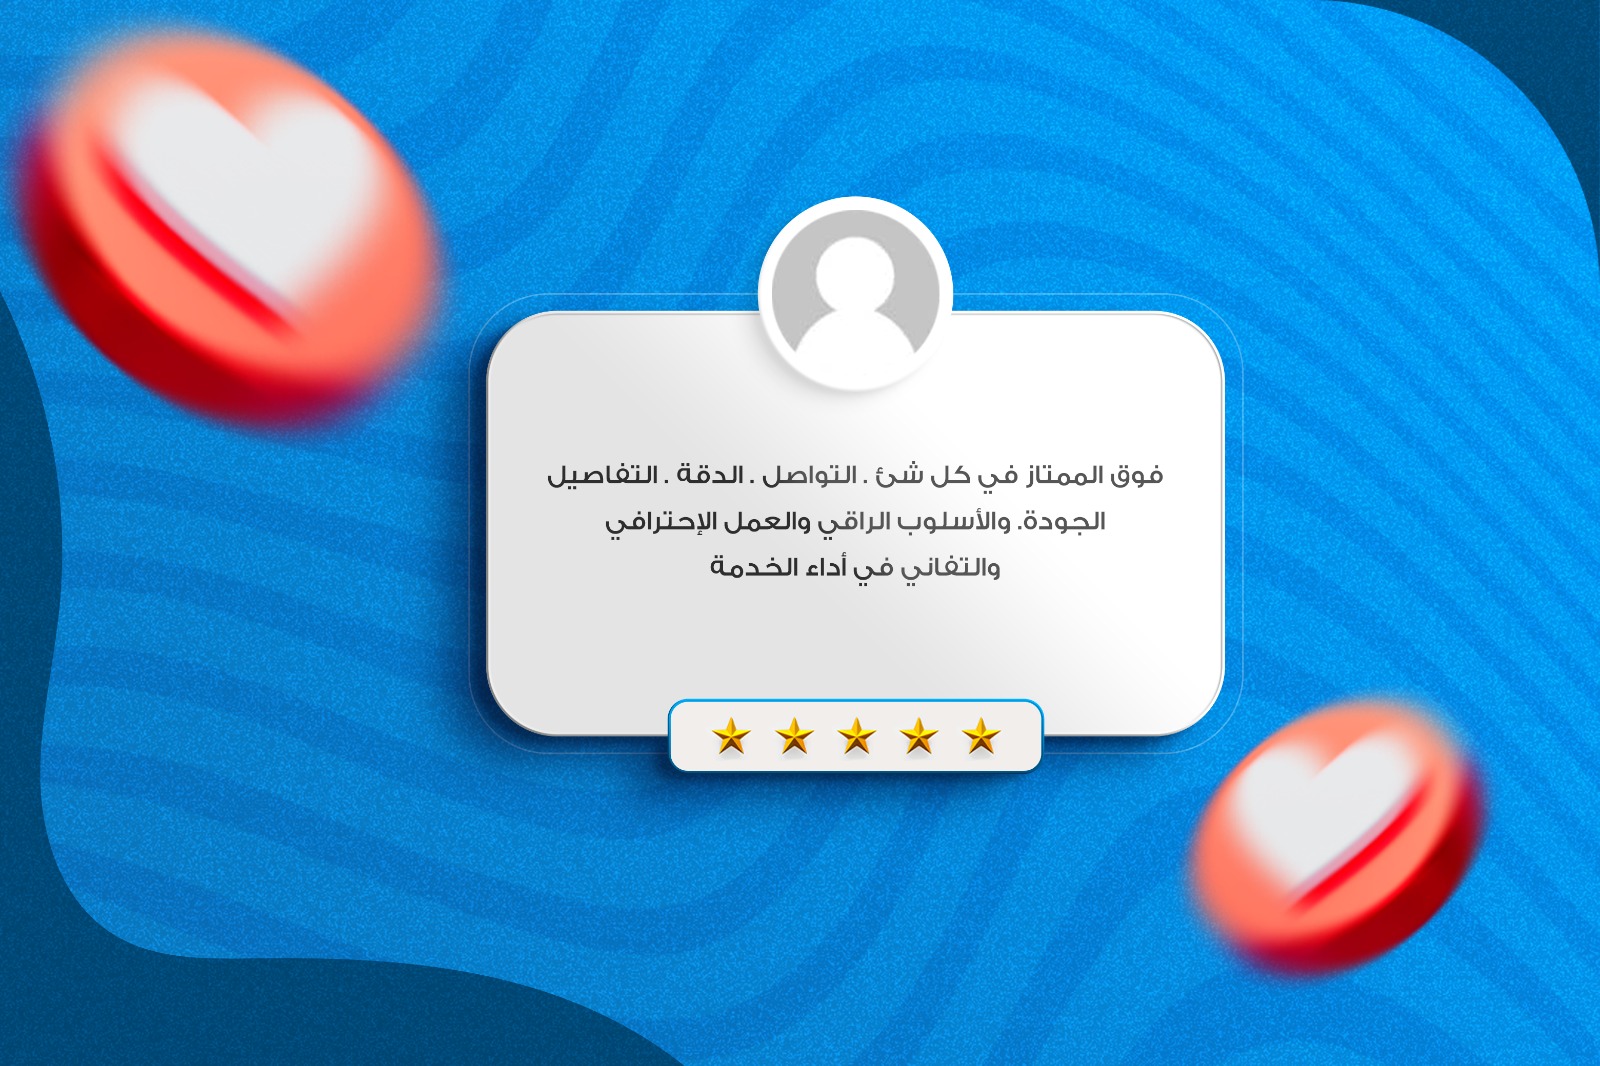 فوق الممتاز في كل شئ . التواصل . الدقة . التفاصيل
الجودة. والأسلوب الراقي والعمل الإحترافي
والتفاني في أداء الخدمة